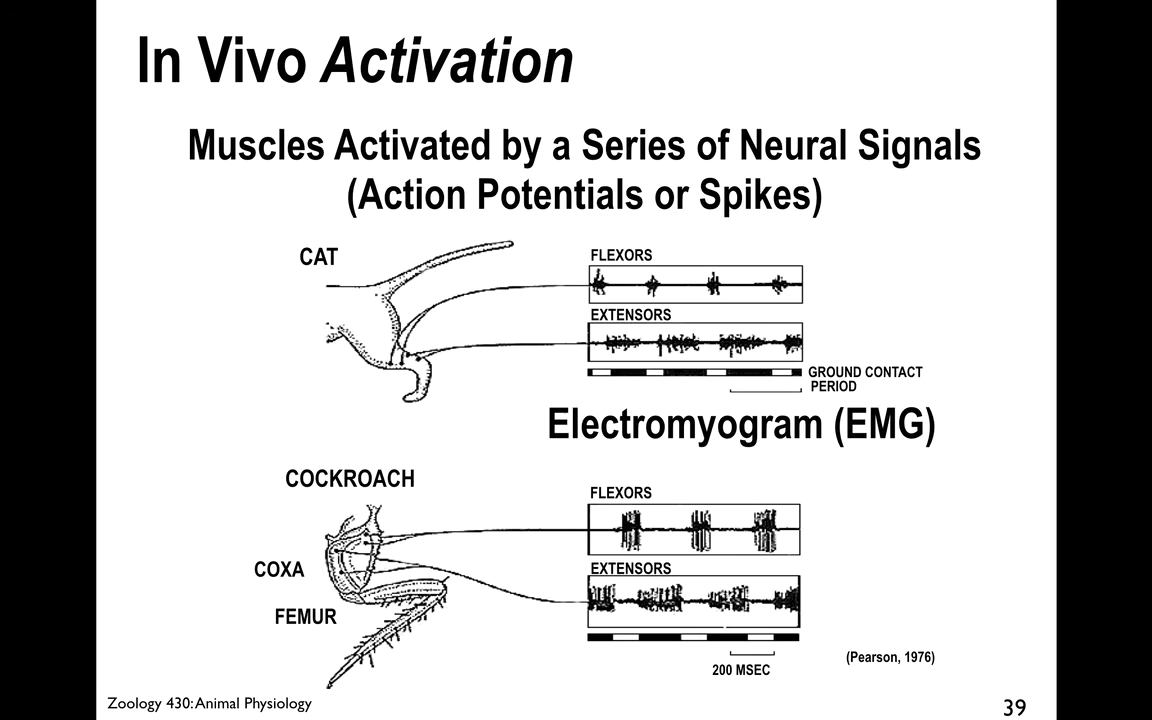 In Vivo Activation
Muscles Activated by a Series of Neural Signals
(Action Potentials or Spikes)
CAT
FLEXORS
EXTENSORS
GROUND CONTACT
PERIOD
Electromyogram (EMG)
COCKROACH
FLEXORS
COXA
EXTENSORS
FEMUR
200 MSEC
(Pearson, 1976)
Zoology 430: Animal Physiology
39